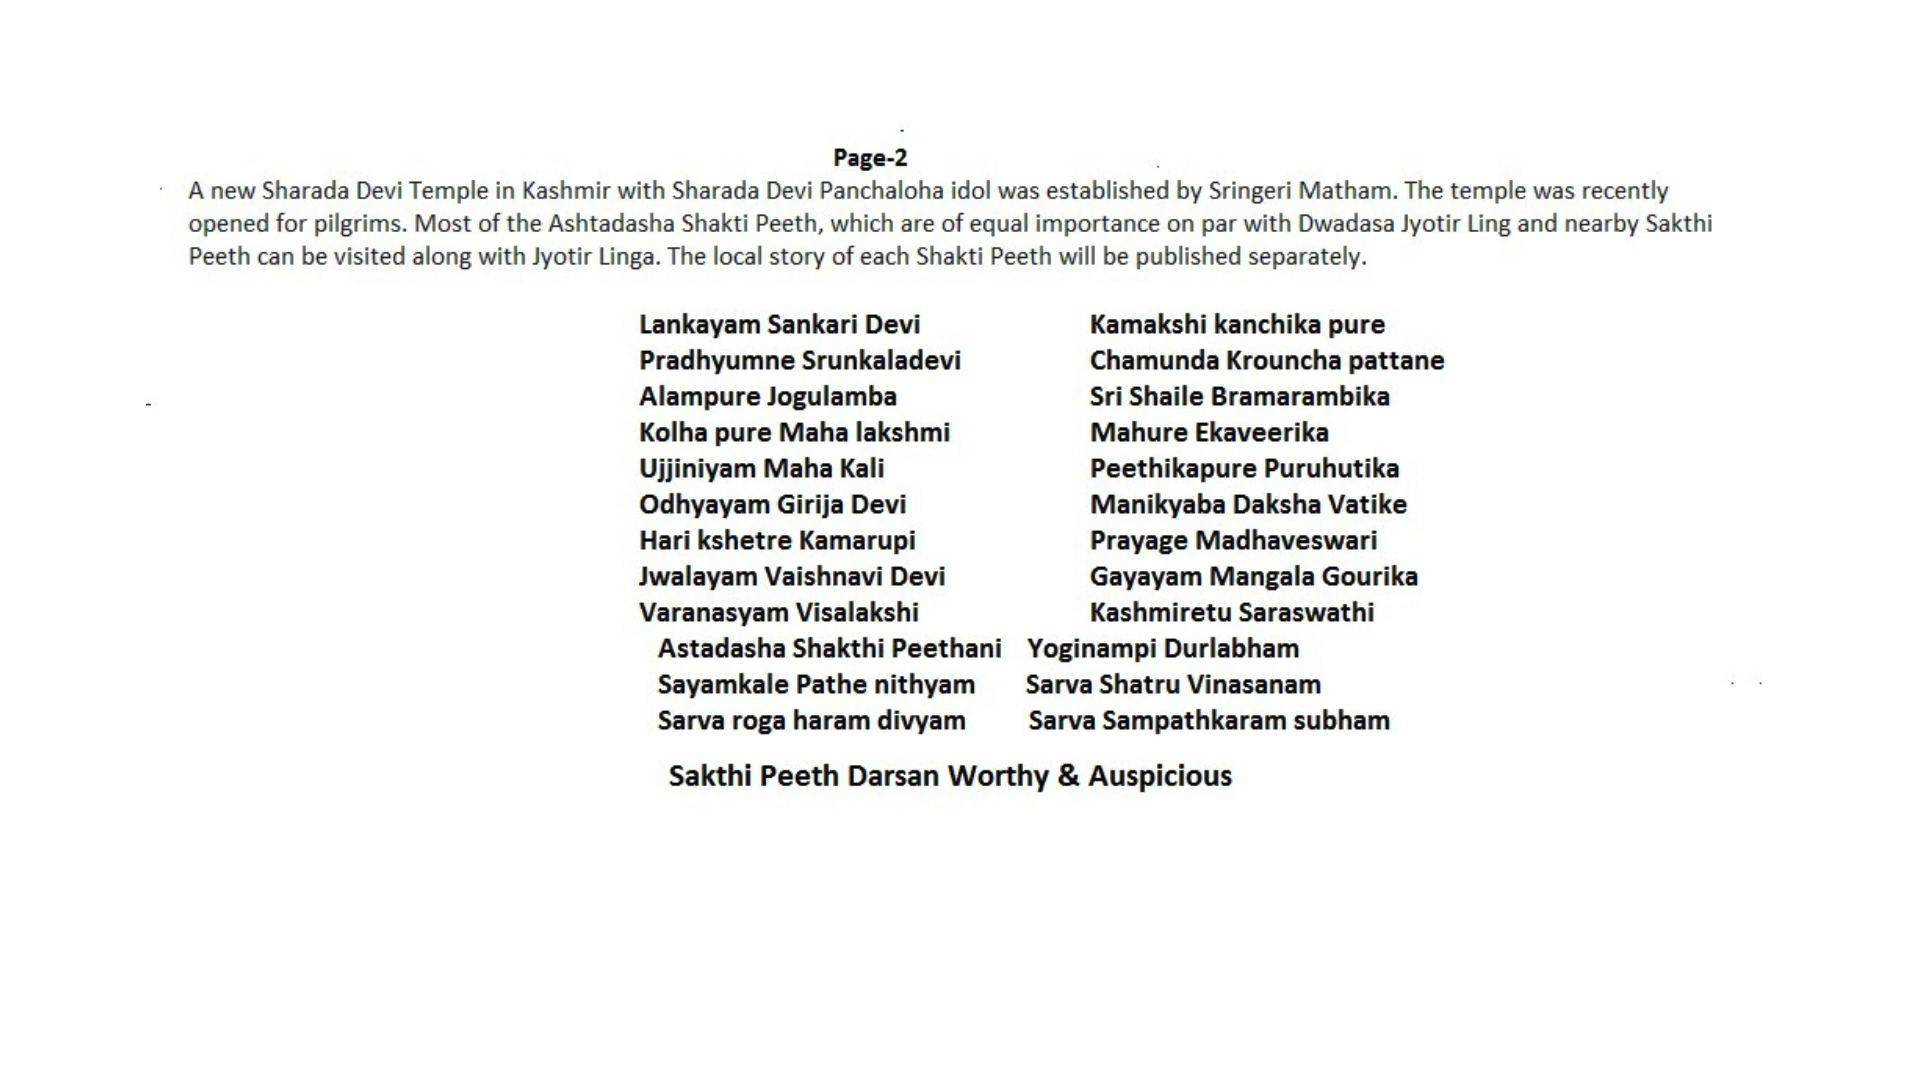 Page-2
A new Sharada Devi Temple in Kashmir with Sharada Devi Panchaloha idol was established by Sringeri Matham. The temple was recently
opened for pilgrims. Most of the Ashtadasha Shakti Peeth, which are of equal importance on par with Dwadasa Jyotir Ling and nearby Sakthi
Peeth can be visited along with Jyotir Linga. The local story of each Shakti Peeth will be published separately.
Lankayam Sankari Devi Kamakshi kanchika pure
Pradhyumne Srunkaladevi Chamunda Krouncha pattane
Alampure Jogulamba Sri Shaile Bramarambika
Kolha pure Maha lakshmi Mahure Ekaveerika
Ujjiniyam Maha Kali Peethikapure Puruhutika
Odhyayam Girija Devi Manikyaba Daksha Vatike
Hari kshetre Kamarupi Prayage Madhaveswari
Jwalayam Vaishnavi Devi Gayayam Mangala Gourika
Varanasyam Visalakshi Kashmiretu Saraswathi
Astadasha Shakthi Peethani Yoginampi Durlabham
Sayamkale Pathe nithyam Sarva Shatru Vinasanam
Sarva roga haram divyam Sarva Sampathkaram subham
Sakthi Peeth Darsan Worthy & Auspicious